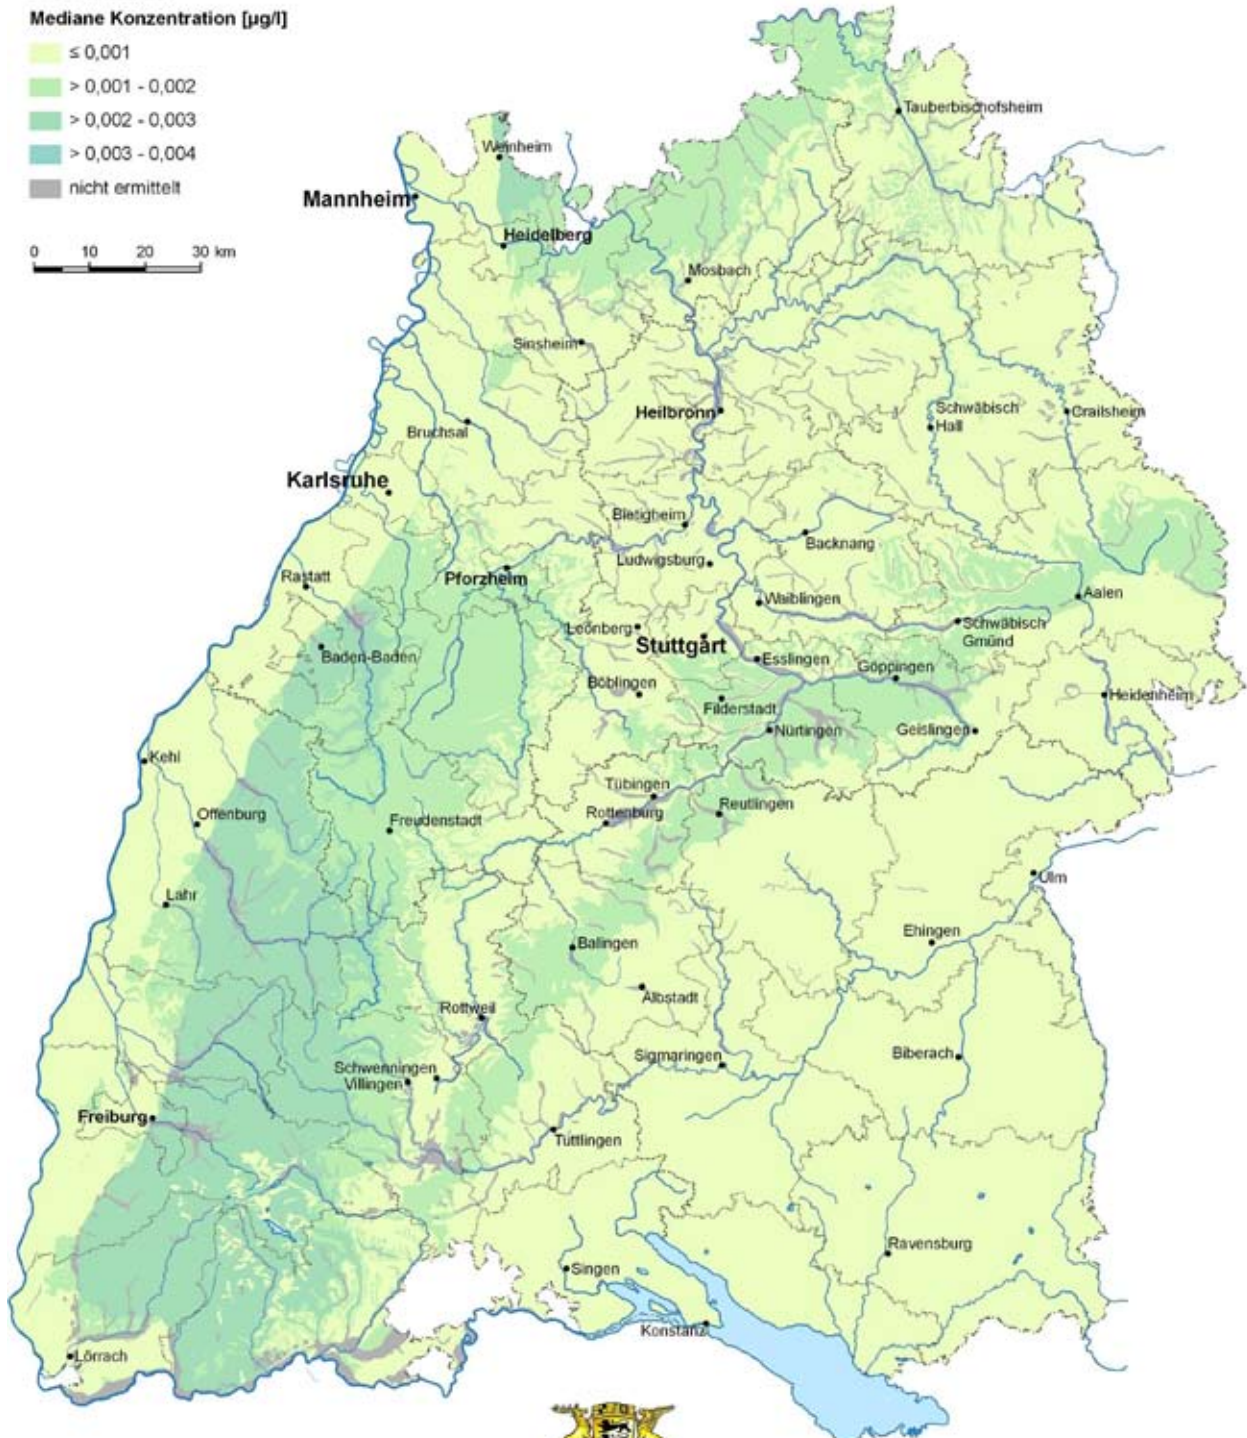 Mediane Konzentration [µg/l]
≤ 0,001
> 0,001 - 0,002
> 0,002 - 0,003
> 0,003 - 0,004
nicht ermittelt
0 10 20 30 km
Tauberbischofsheim
Weinheim
Mannheim
Heidelberg
Mosbach
Sinsheim
Heilbronn
Schwäbisch
Hall
Crailsheim
Bruchsal
Karlsruhe
Bietigheim
Backnang
Ludwigsburg
Pforzheim
Rastatt
Waiblingen
Aalen
Leonberg
Schwäbisch
Gmünd
Stuttgart
Baden-Baden
Esslingen
Göppingen
Böblingen
Heidenheim
Filderstadt
Nürtingen
Geislingen
Kehl
Tübingen
Reutlingen
Offenburg
Freudenstadt
Rottenburg
Ulm
Lahr
Ehingen
Balingen
Albstadt
Rottweil
Sigmaringen
Biberach
Schwenningen
Villingen
Freiburg
Tuttlingen
Ravensburg
Singen
Konstanz
Lörrach